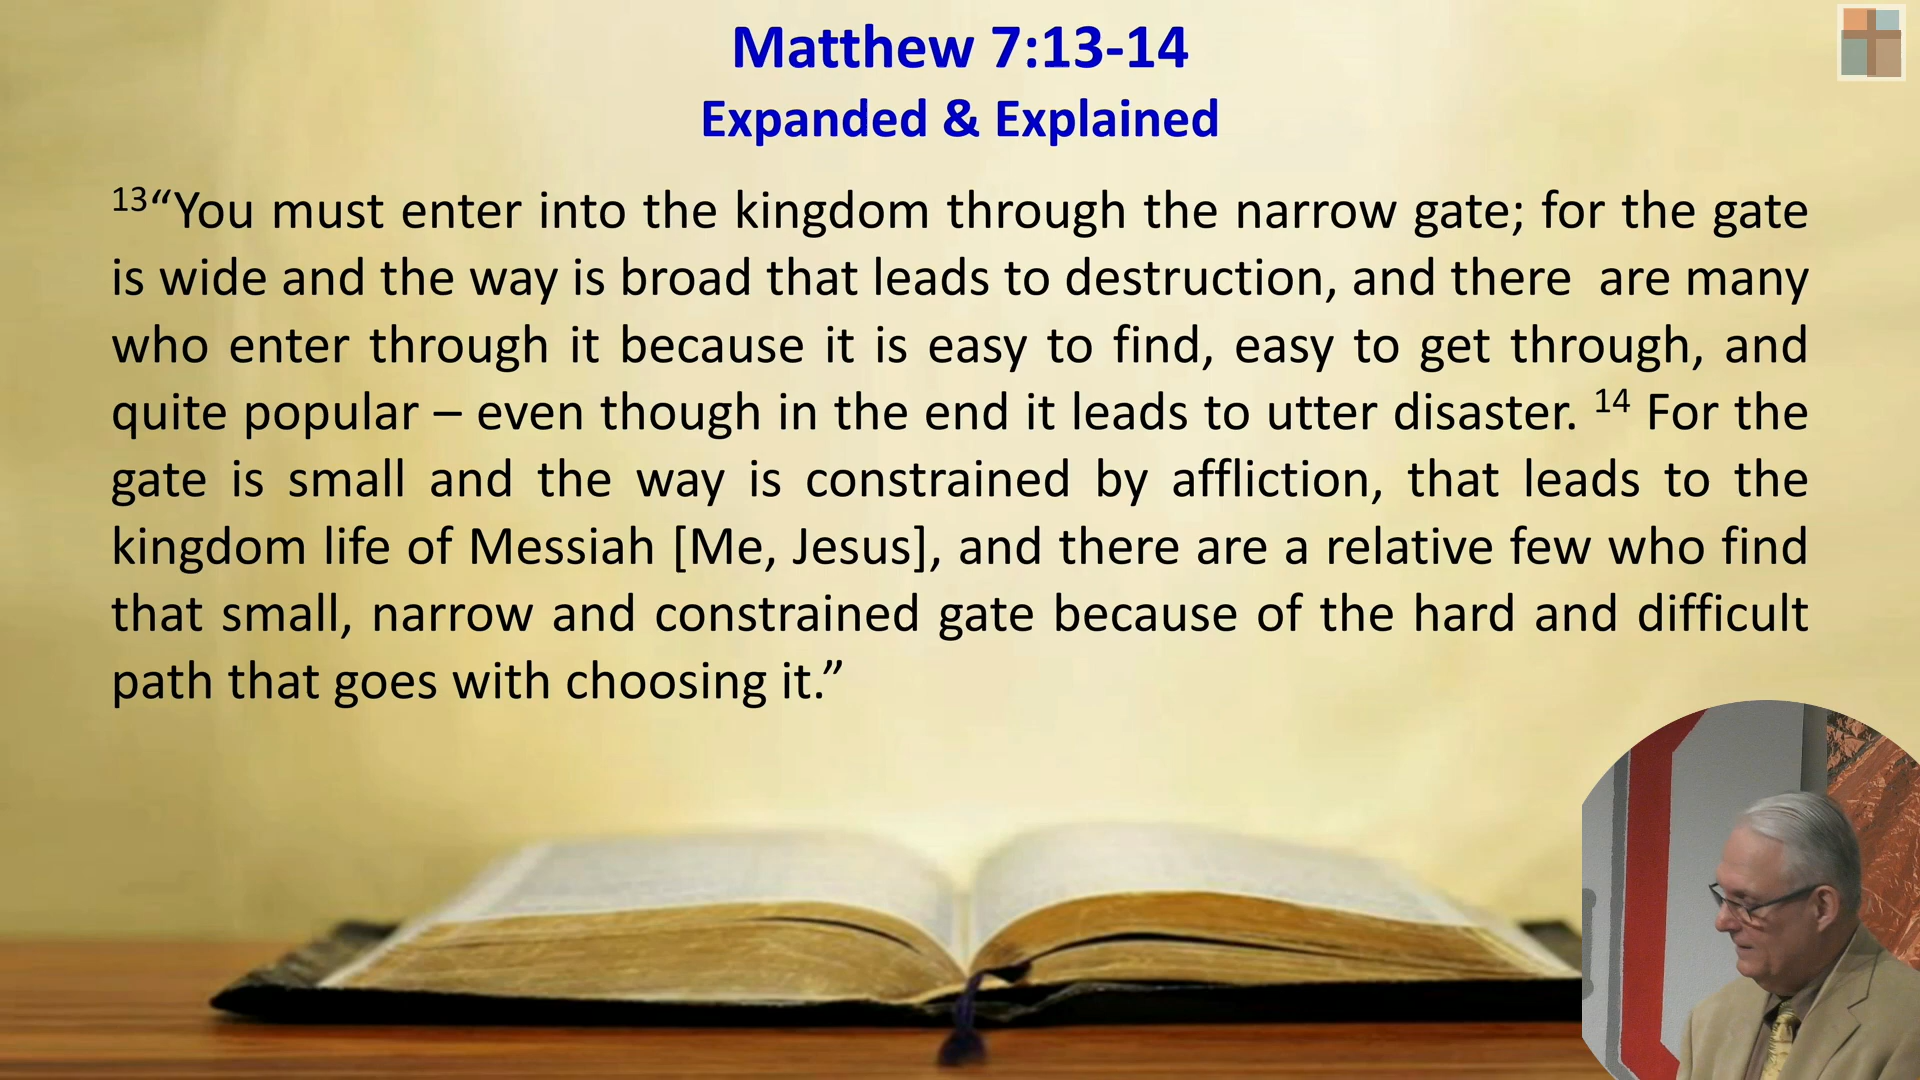 Matthew 7:13-14
Expanded & Explained
13“You must enter into the kingdom through the narrow gate; for the gate
is wide and the way is broad that leads to destruction, and there are many
who enter through it because it is easy to find, easy to get through, and
quite popular – even though in the end it leads to utter disaster. 14 For the
gate is small and the way is constrained by affliction, that leads to the
kingdom life of Messiah [Me, Jesus], and there are a relative few who find
that small, narrow and constrained gate because of the hard and difficult
path that goes with choosing it.”